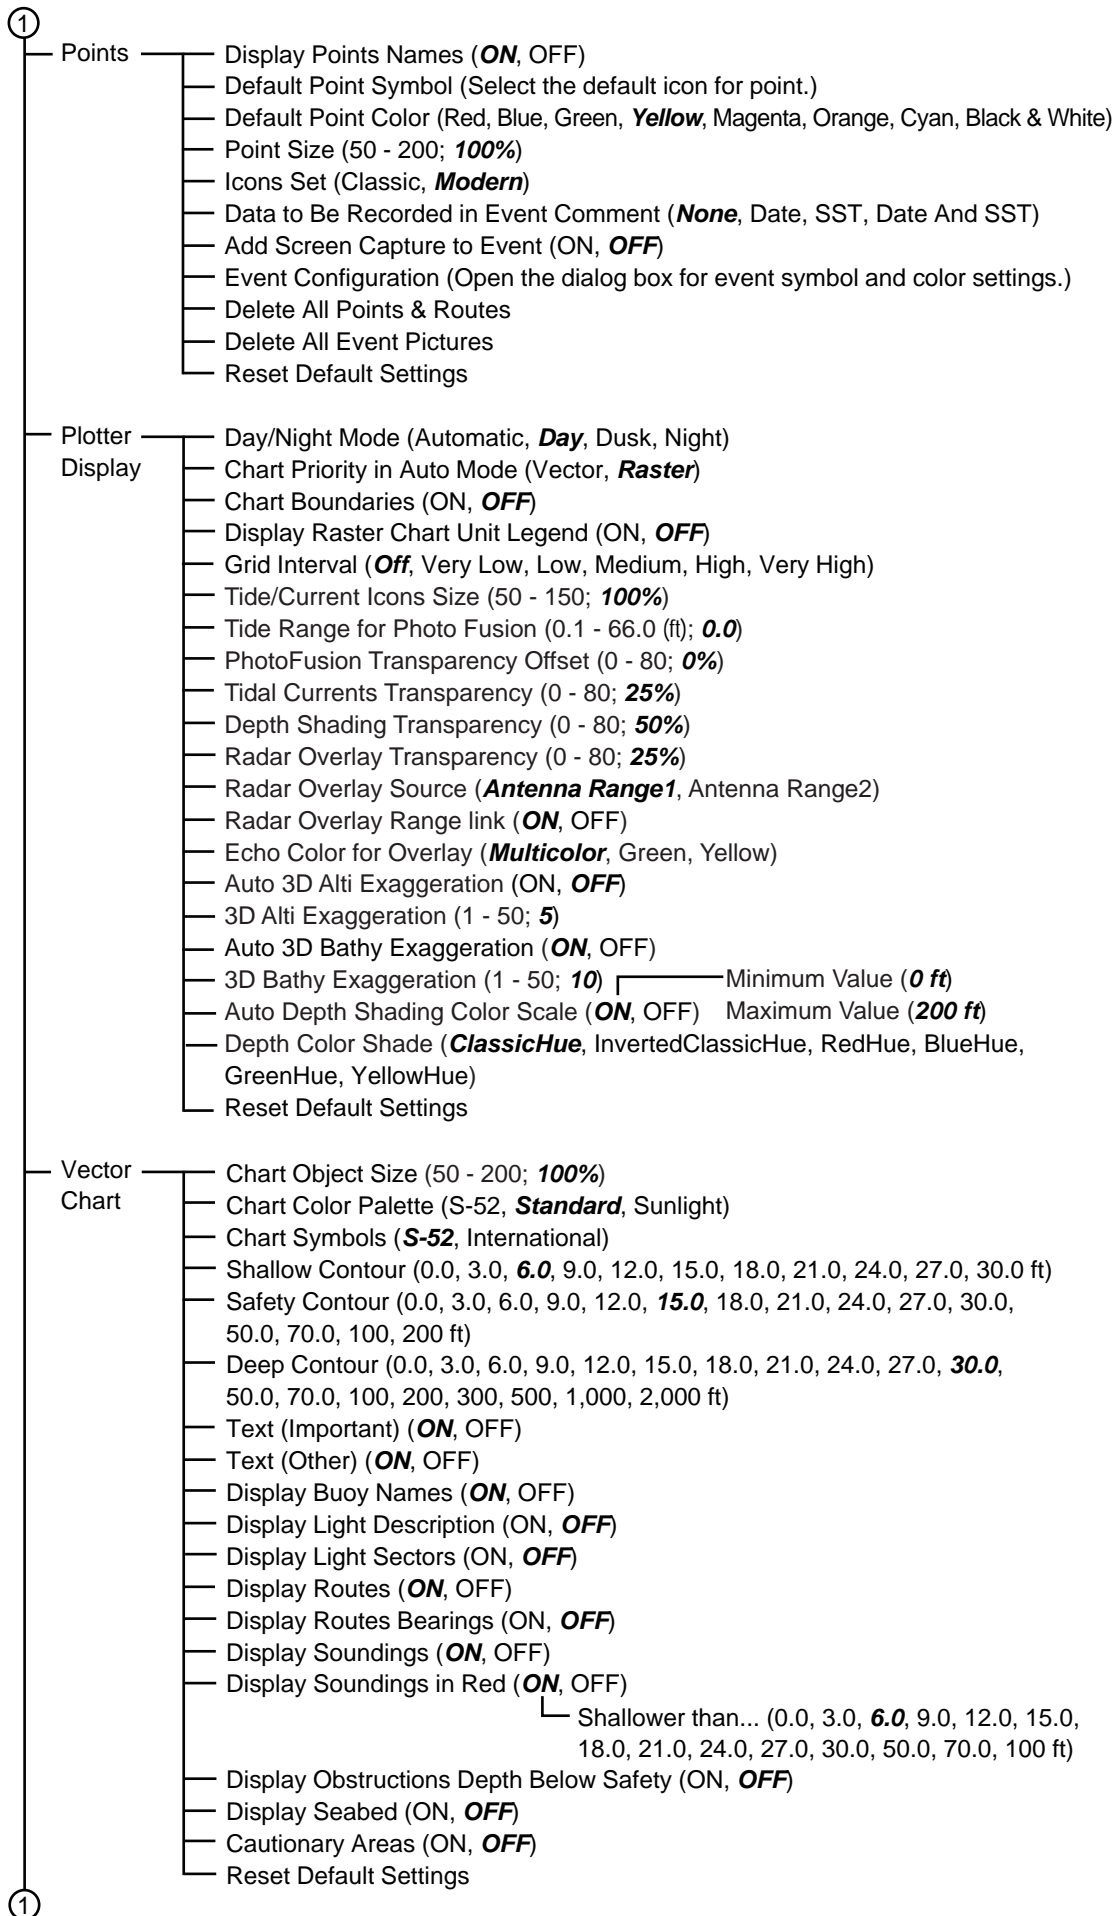 1
Points
Display Points Names (ON, OFF)
Default Point Symbol (Select the default icon for point.)
Default Point Color (Red, Blue, Green, Yellow, Magenta, Orange, Cyan, Black & White)
Point Size (50 - 200; 100%)
Icons Set (Classic, Modern)
Data to Be Recorded in Event Comment (None, Date, SST, Date And SST)
Add Screen Capture to Event (ON, OFF)
Event Configuration (Open the dialog box for event symbol and color settings.)
Delete All Points & Routes
Delete All Event Pictures
Reset Default Settings
Plotter
Display
Day/Night Mode (Automatic, Day, Dusk, Night)
Chart Priority in Auto Mode (Vector, Raster)
Chart Boundaries (ON, OFF)
Display Raster Chart Unit Legend (ON, OFF)
Grid Interval (Off, Very Low, Low, Medium, High, Very High)
Tide/Current Icons Size (50 - 150; 100%)
Tide Range for Photo Fusion (0.1 - 66.0 (ft); 0.0)
PhotoFusion Transparency Offset (0 - 80; 0%)
Tidal Currents Transparency (0 - 80; 25%)
Depth Shading Transparency (0 - 80; 50%)
Radar Overlay Transparency (0 - 80; 25%)
Radar Overlay Source (Antenna Range1, Antenna Range2)
Radar Overlay Range link (ON, OFF)
Echo Color for Overlay (Multicolor, Green, Yellow)
Auto 3D Alti Exaggeration (ON, OFF)
3D Alti Exaggeration (1 - 50; 5)
Auto 3D Bathy Exaggeration (ON, OFF)
3D Bathy Exaggeration (1 - 50; 10)
Minimum Value (0 ft)
Auto Depth Shading Color Scale (ON, OFF)
Maximum Value (200 ft)
Depth Color Shade (ClassicHue, InvertedClassicHue, RedHue, BlueHue,
GreenHue, YellowHue)
Reset Default Settings
Vector
Chart
Chart Object Size (50 - 200; 100%)
Chart Color Palette (S-52, Standard, Sunlight)
Chart Symbols (S-52, International)
Shallow Contour (0.0, 3.0, 6.0, 9.0, 12.0, 15.0, 18.0, 21.0, 24.0, 27.0, 30.0 ft)
Safety Contour (0.0, 3.0, 6.0, 9.0, 12.0, 15.0, 18.0, 21.0, 24.0, 27.0, 30.0,
50.0, 70.0, 100, 200 ft)
Deep Contour (0.0, 3.0, 6.0, 9.0, 12.0, 15.0, 18.0, 21.0, 24.0, 27.0, 30.0,
50.0, 70.0, 100, 200, 300, 500, 1,000, 2,000 ft)
Text (Important) (ON, OFF)
Text (Other) (ON, OFF)
Display Buoy Names (ON, OFF)
Display Light Description (ON, OFF)
Display Light Sectors (ON, OFF)
Display Routes (ON, OFF)
Display Routes Bearings (ON, OFF)
Display Soundings (ON, OFF)
Display Soundings in Red (ON, OFF)
Shallower than... (0.0, 3.0, 6.0, 9.0, 12.0, 15.0,
18.0, 21.0, 24.0, 27.0, 30.0, 50.0, 70.0, 100 ft)
Display Obstructions Depth Below Safety (ON, OFF)
Display Seabed (ON, OFF)
Cautionary Areas (ON, OFF)
Reset Default Settings
1